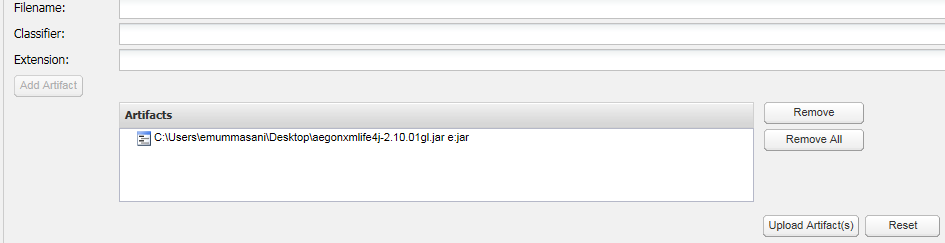 Filename:
Classifier:
Extension:
Add Artifact
Artifacts
Remove
C:\Users\emummasani\Desktop\aegonxmlife4j-2.10.01gl.jar e:jar
Remove All
Upload Artifact(s)
Reset